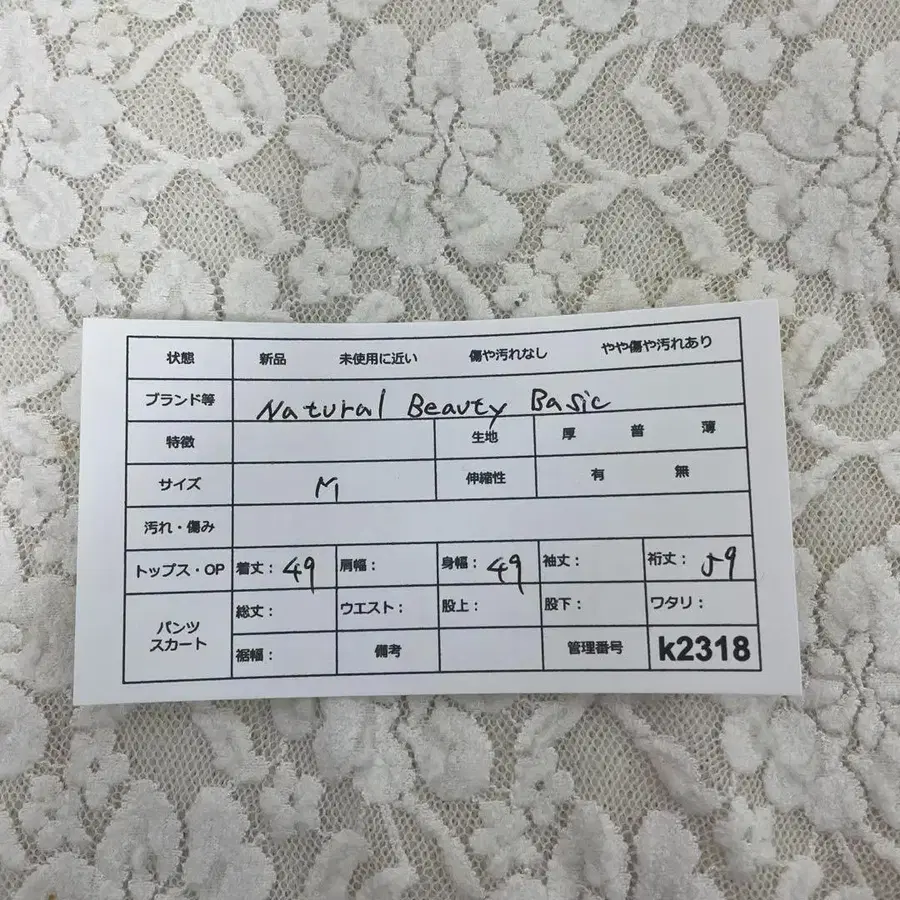 状態 新品 未使用に近い 傷や汚れなし やや傷や汚れあり
ブランド等 Natural Beauty Basic
特徴 生地 厚 普 薄
サイズ M 伸縮性 有 無
汚れ・傷み
トップス・OP 着丈: 49 肩幅: 身幅: 49 袖丈: 裄丈: 59
パンツ スカート 総丈: ウエスト: 股上: 股下: ワタリ:
裾幅: 備考 管理番号 k2318